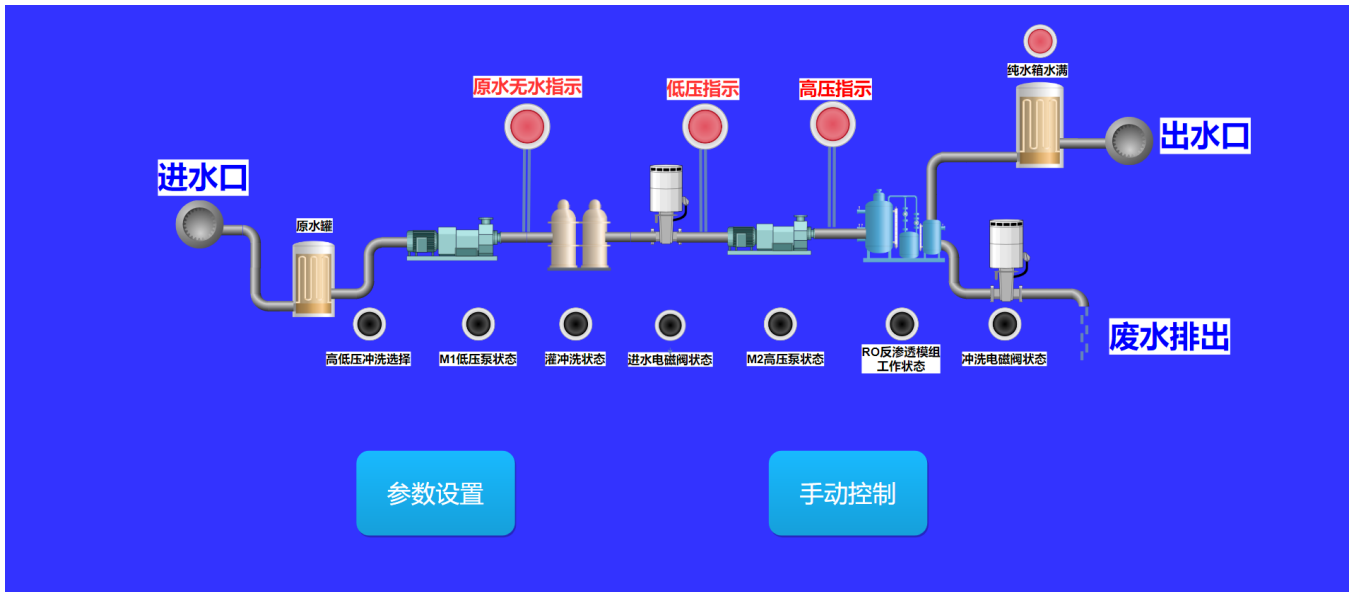 纯水箱水满
原水无水指示
低压指示
高压指示
出水口
进水口
原水罐
废水排出
高低压冲洗选择
M1低压泵状态
灌冲洗状态
进水电磁阀状态
M2高压泵状态
RO反渗透模组
工作状态
冲洗电磁阀状态
参数设置
手动控制